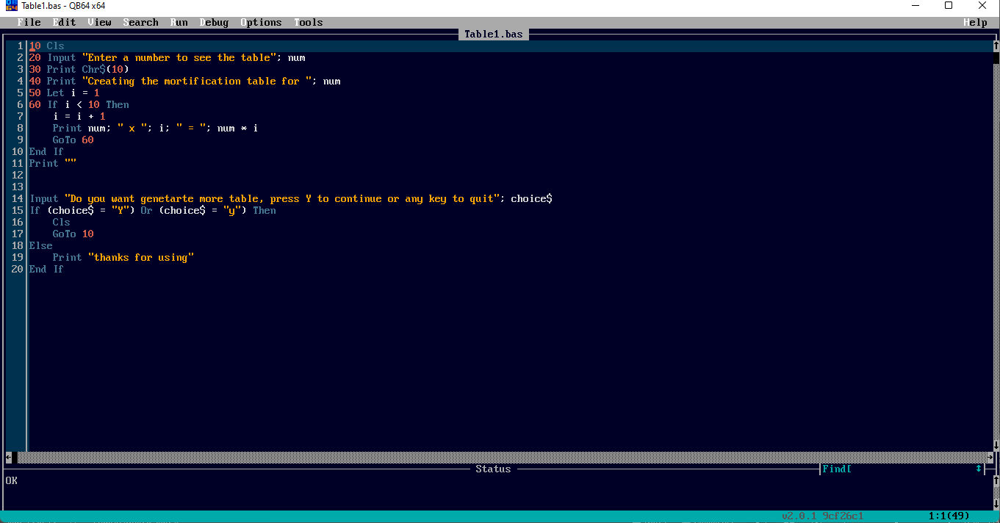 Table1.bas - QB64 x64
File Edit View Search Run Debug Options Tools Help
Table1.bas
1 10 Cls
2 20 Input "Enter a number to see the table"; num
3 30 Print Chr$(10)
4 40 Print "Creating the mortification table for "; num
5 50 Let i = 1
6 60 If i < 10 Then
7 i = i + 1
8 Print num; " x "; i; " = "; num * i
9 GoTo 60
10 End If
11 Print ""
12
13
14 Input "Do you want genetarte more table, press Y to continue or any key to quit"; choice$
15 If (choice$ = "Y") Or (choice$ = "y") Then
16 Cls
17 GoTo 10
18 Else
19 Print "thanks for using"
20 End If
Status
Find[
OK
v2.0.1 9cf26c1 1:1(49)